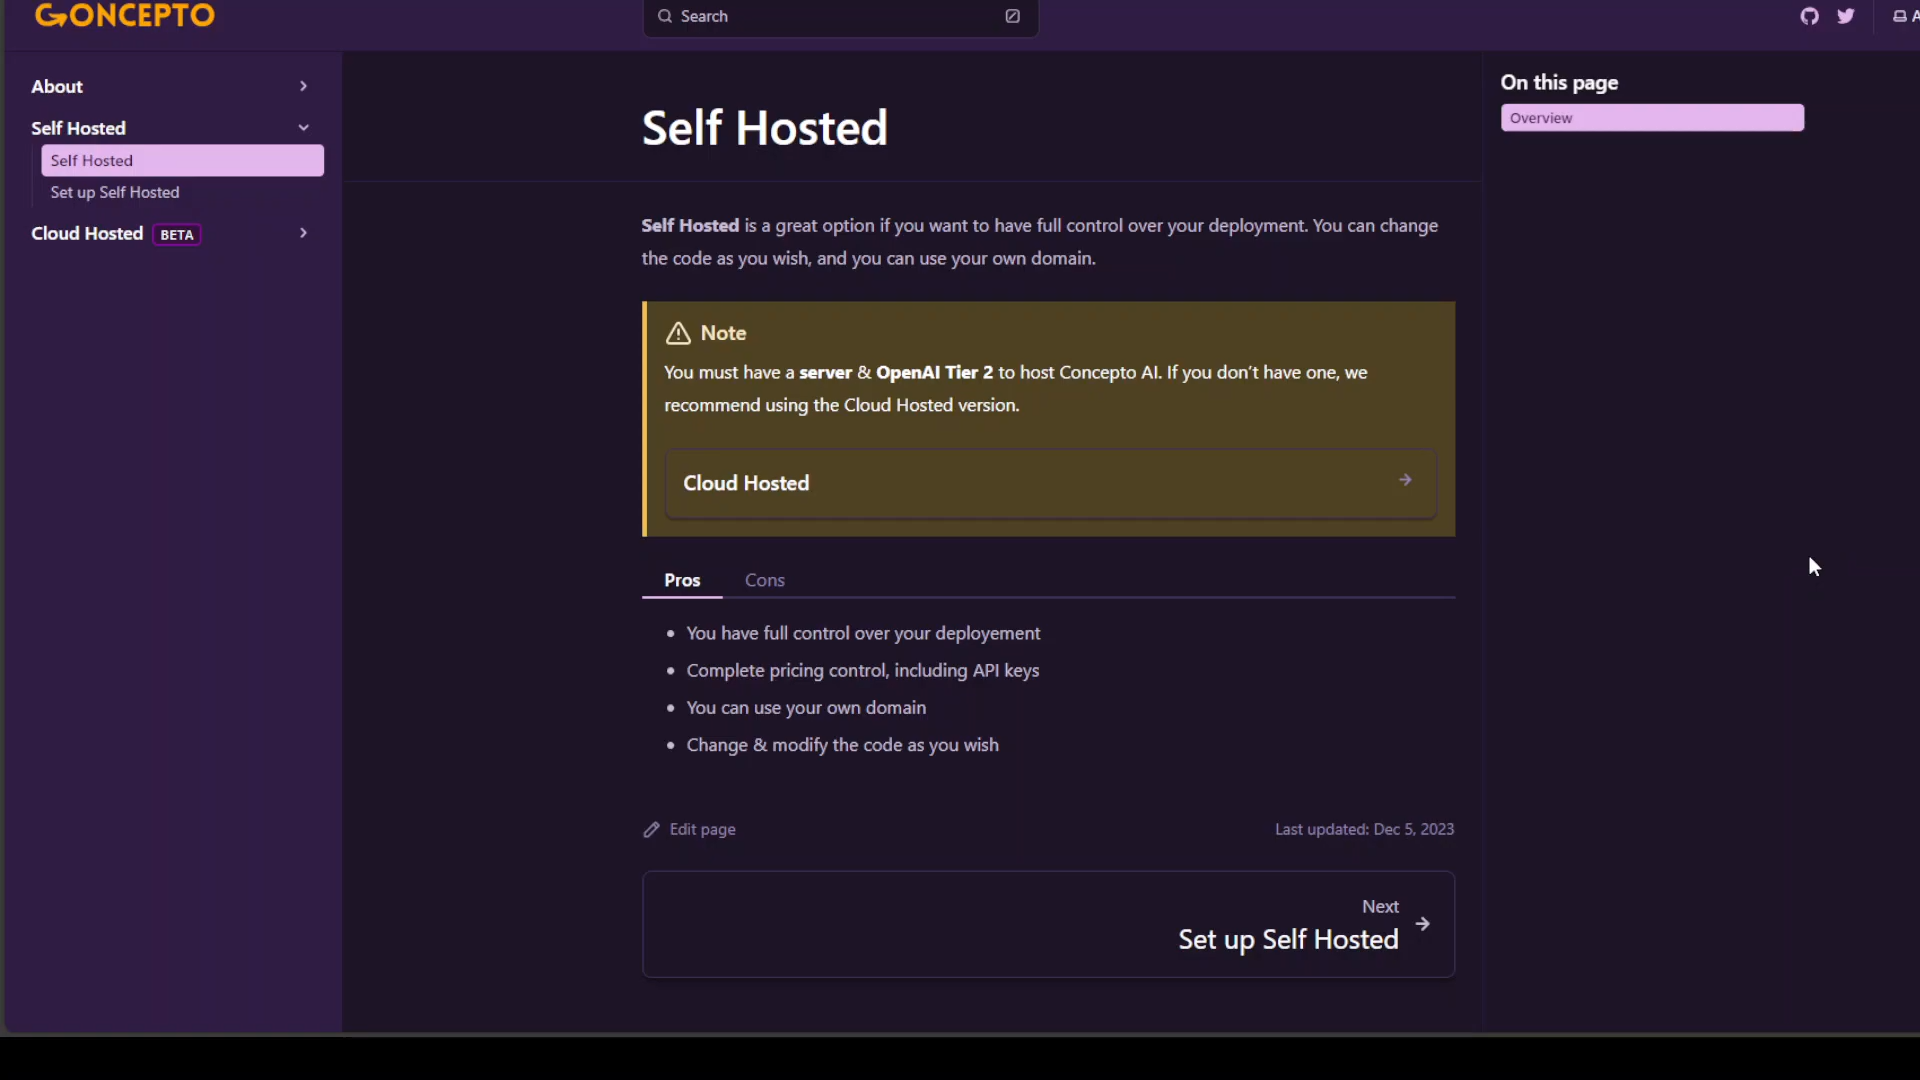 CONCEPTO
Search
A
About
Self Hosted
Self Hosted
Set up Self Hosted
Cloud Hosted BETA
Self Hosted
Self Hosted is a great option if you want to have full control over your deployment. You can change
the code as you wish, and you can use your own domain.
Note
You must have a server & OpenAI Tier 2 to host Concepto AI. If you don’t have one, we
recommend using the Cloud Hosted version.
Cloud Hosted
Pros Cons
• You have full control over your deployement
• Complete pricing control, including API keys
• You can use your own domain
• Change & modify the code as you wish
Edit page
Last updated: Dec 5, 2023
Next
Set up Self Hosted
On this page
Overview